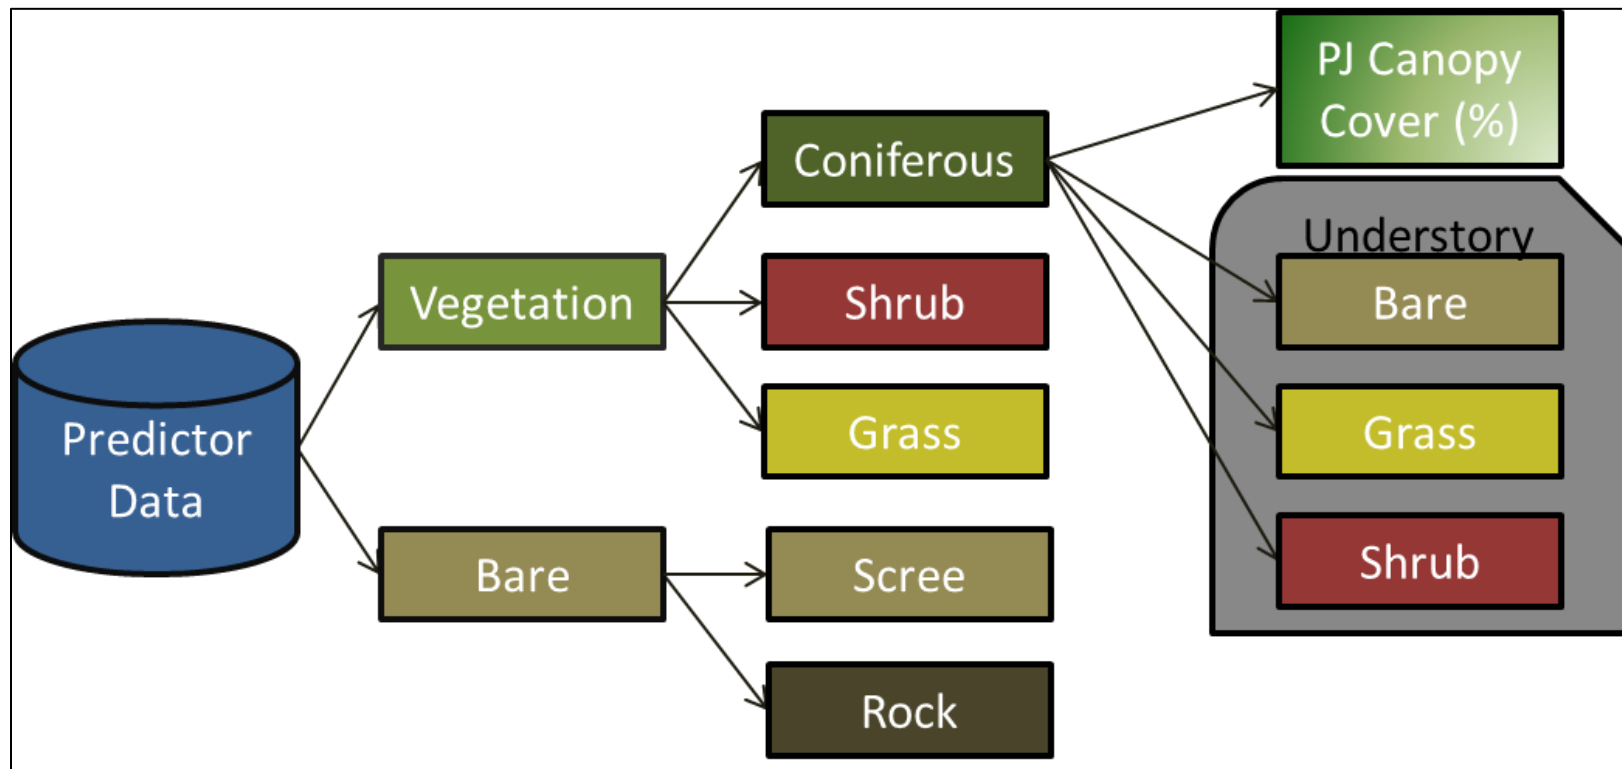 PJ Canopy
Cover (%)
Coniferous
Understory
Vegetation
Shrub
Bare
Predictor
Data
Grass
Grass
Bare
Scree
Shrub
Rock